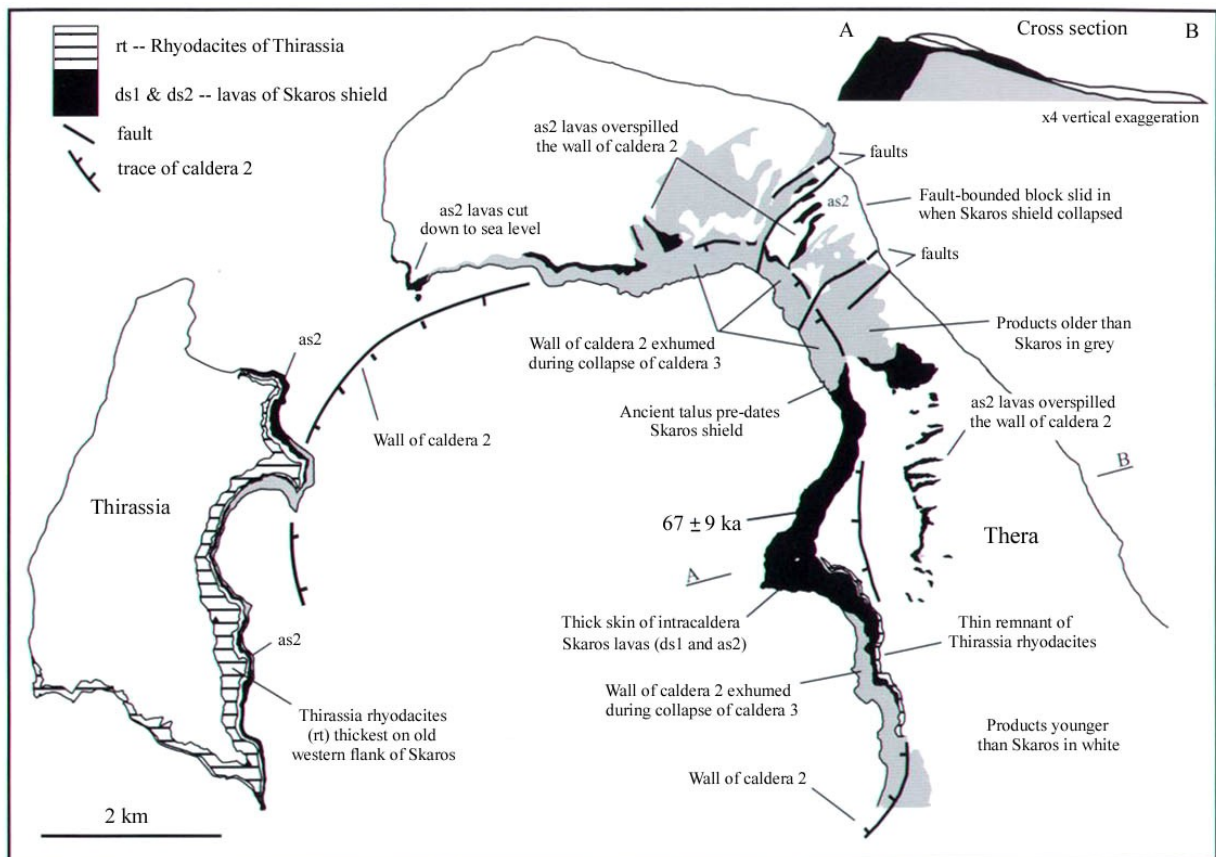 rt -- Rhyodacites of Thirassia
ds1 & ds2 -- lavas of Skaros shield
fault
trace of caldera 2
A
Cross section
B
x4 vertical exaggeration
as2 lavas overspilled
the wall of caldera 2
faults
as2
Fault-bounded block slid in
when Skaros shield collapsed
as2 lavas cut
down to sea level
faults
Products older than
Skaros in grey
as2
Wall of caldera 2 exhumed
during collapse of caldera 3
Ancient talus pre-dates
Skaros shield
as2 lavas overspilled
the wall of caldera 2
Wall of caldera 2
B
Thirassia
67 ± 9 ka
Thera
A
Thick skin of intracaldera
Skaros lavas (ds1 and as2)
Thin remnant of
Thirassia rhyodacites
as2
Wall of caldera 2 exhumed
during collapse of caldera 3
Thirassia rhyodacites
(rt) thickest on old
western flank of Skaros
Products younger
than Skaros in white
Wall of caldera 2
2 km